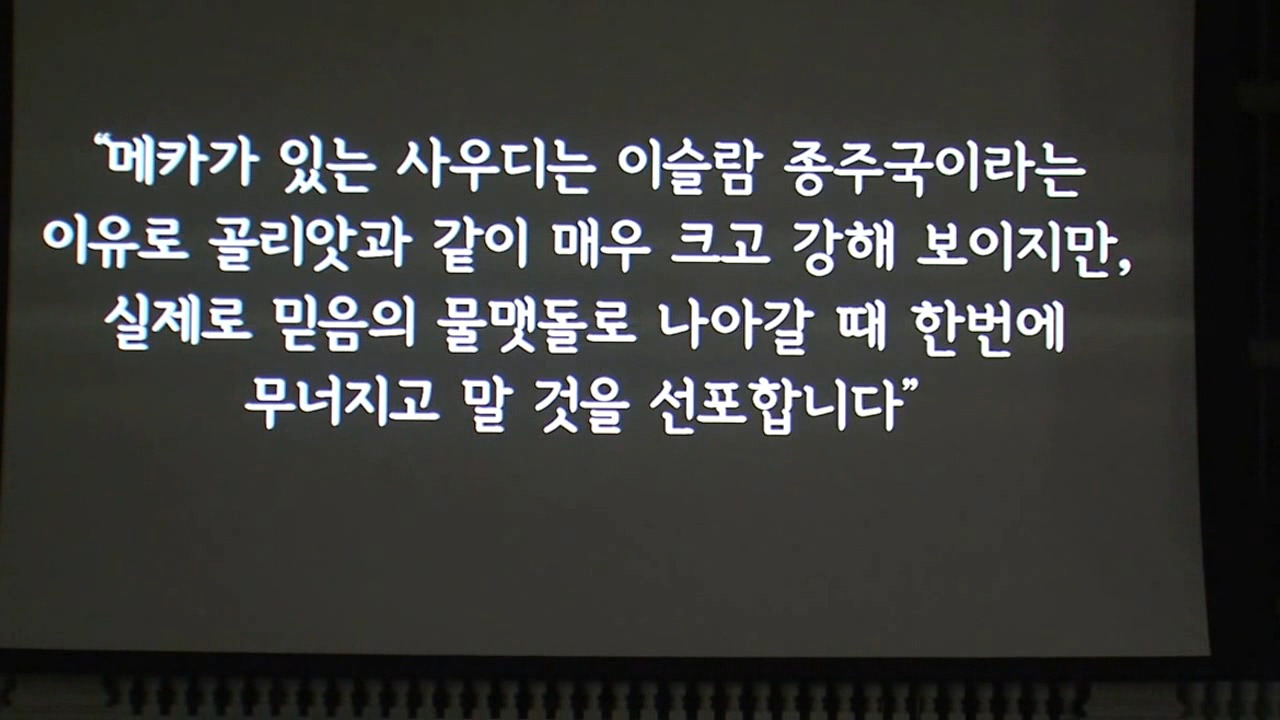 “메카가 있는 사우디는 이슬람 종주국이라는
이유로 골리앗과 같이 매우 크고 강해 보이지만,
실제로 믿음의 물맷돌로 나아갈 때 한번에
무너지고 말 것을 선포합니다”